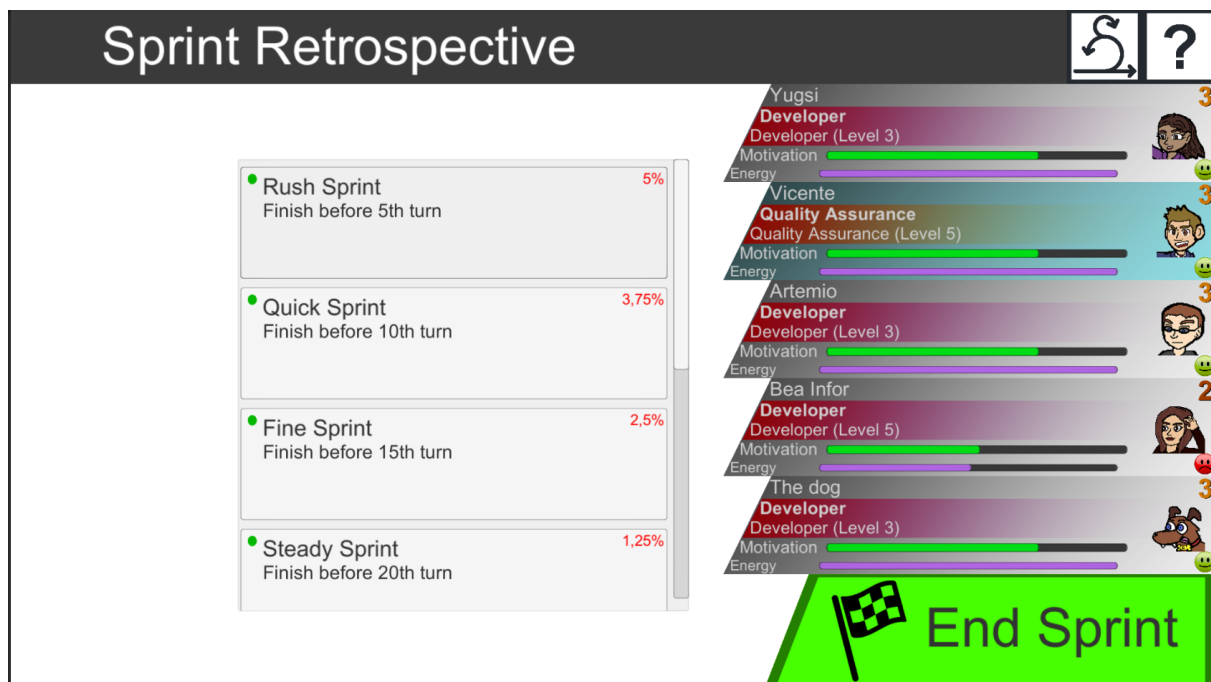 Sprint Retrospective
?
Rush Sprint
5%
Finish before 5th turn
Quick Sprint
3,75%
Finish before 10th turn
Fine Sprint
2,5%
Finish before 15th turn
Steady Sprint
1,25%
Finish before 20th turn
Yugsi
3
Developer
Developer (Level 3)
Motivation
Energy
Vicente
3
Quality Assurance
Quality Assurance (Level 5)
Motivation
Energy
Artemio
3
Developer
Developer (Level 3)
Motivation
Energy
Bea Infor
2
Developer
Developer (Level 5)
Motivation
Energy
The dog
3
Developer
Developer (Level 3)
Motivation
Energy
End Sprint